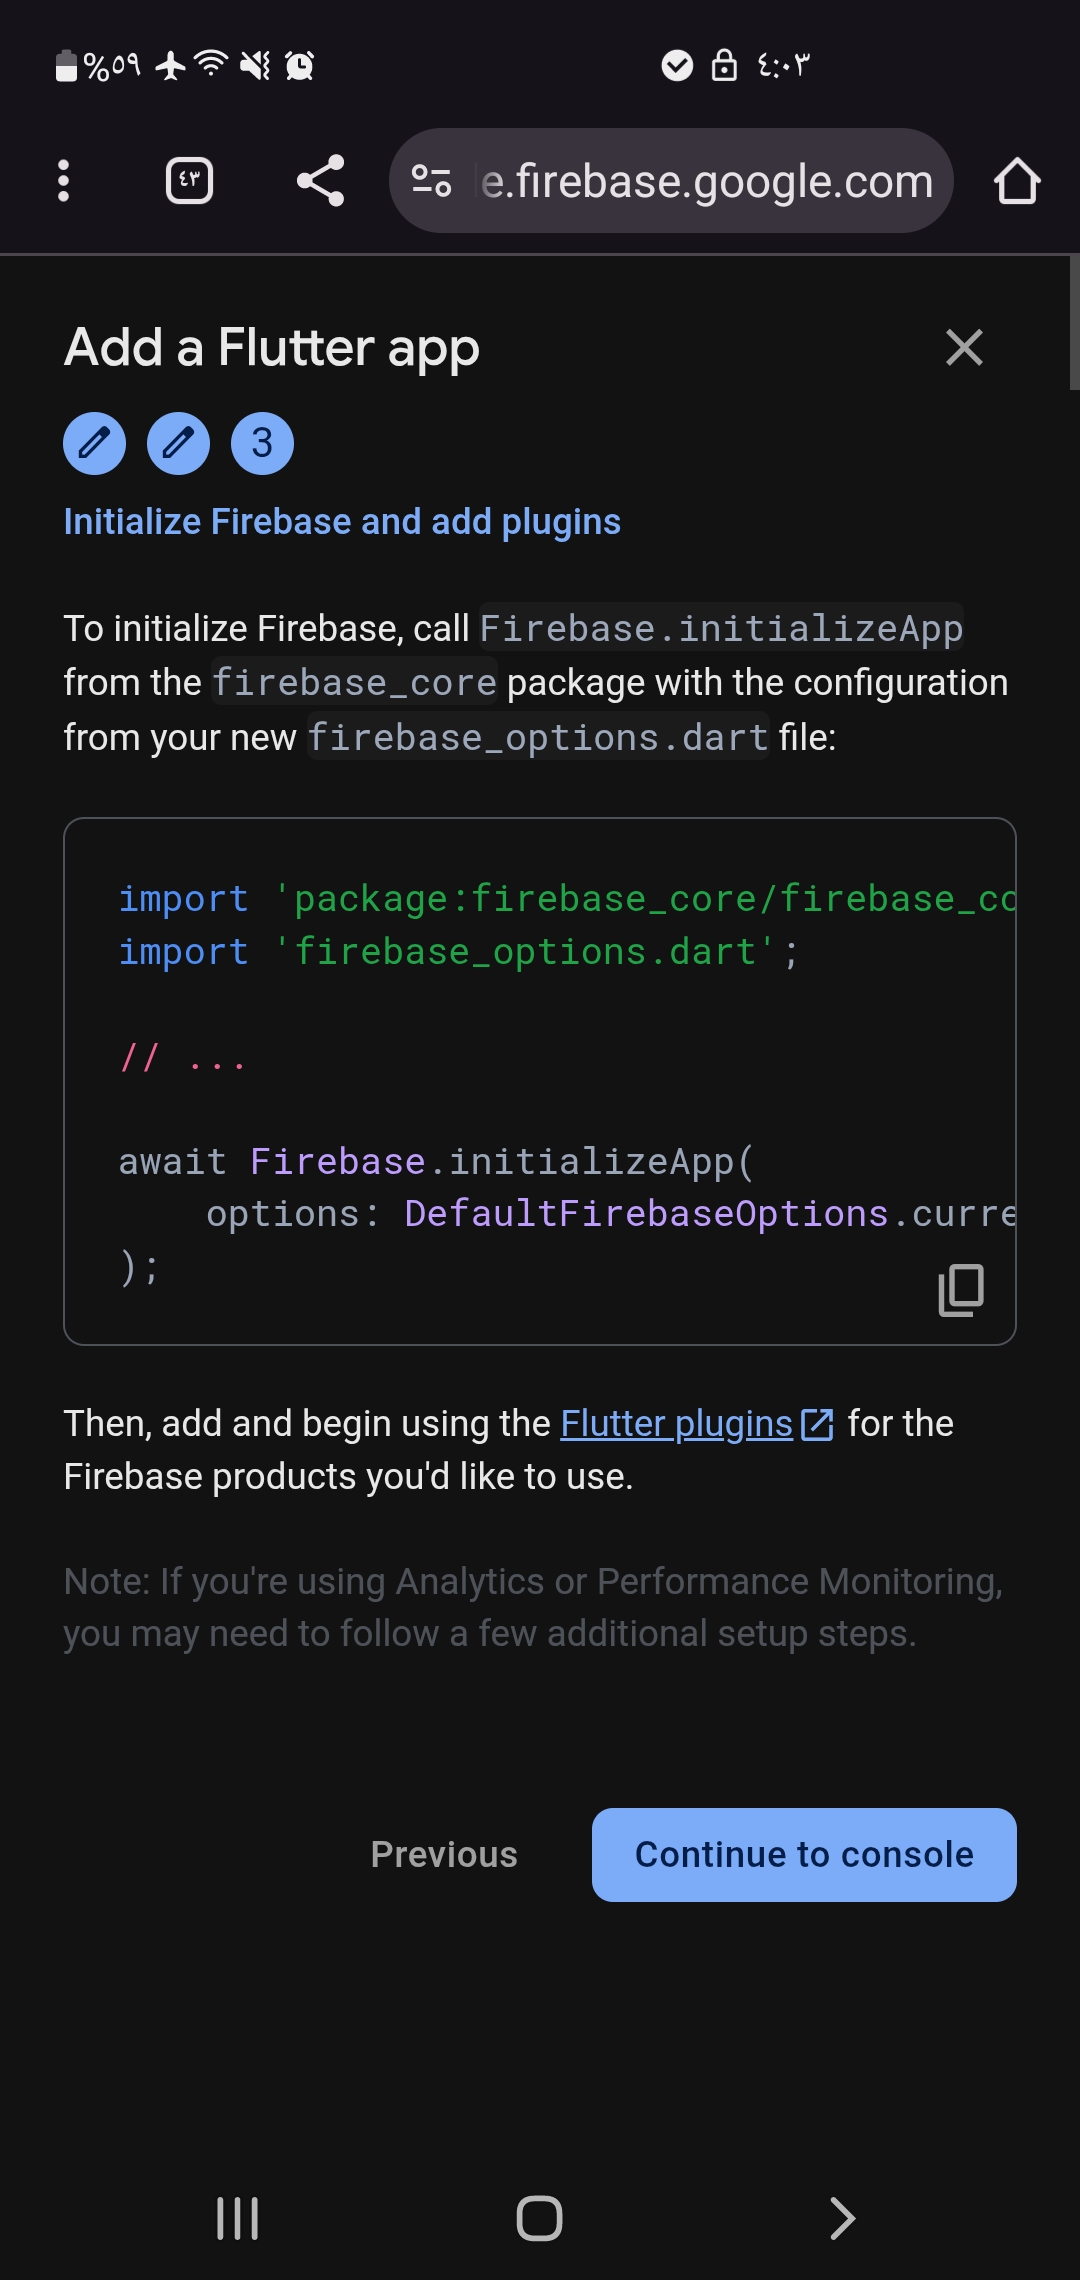 %٥٩
٤:٠٣
٤٣
e.firebase.google.com
Add a Flutter app
3
Initialize Firebase and add plugins
To initialize Firebase, call Firebase.initializeApp
from the firebase_core package with the configuration
from your new firebase_options.dart file:
import 'package:firebase_core/firebase_co
import 'firebase_options.dart';
// ...
await Firebase.initializeApp(
options: DefaultFirebaseOptions.curre
);
Then, add and begin using the Flutter plugins for the
Firebase products you'd like to use.
Note: If you're using Analytics or Performance Monitoring,
you may need to follow a few additional setup steps.
Previous
Continue to console